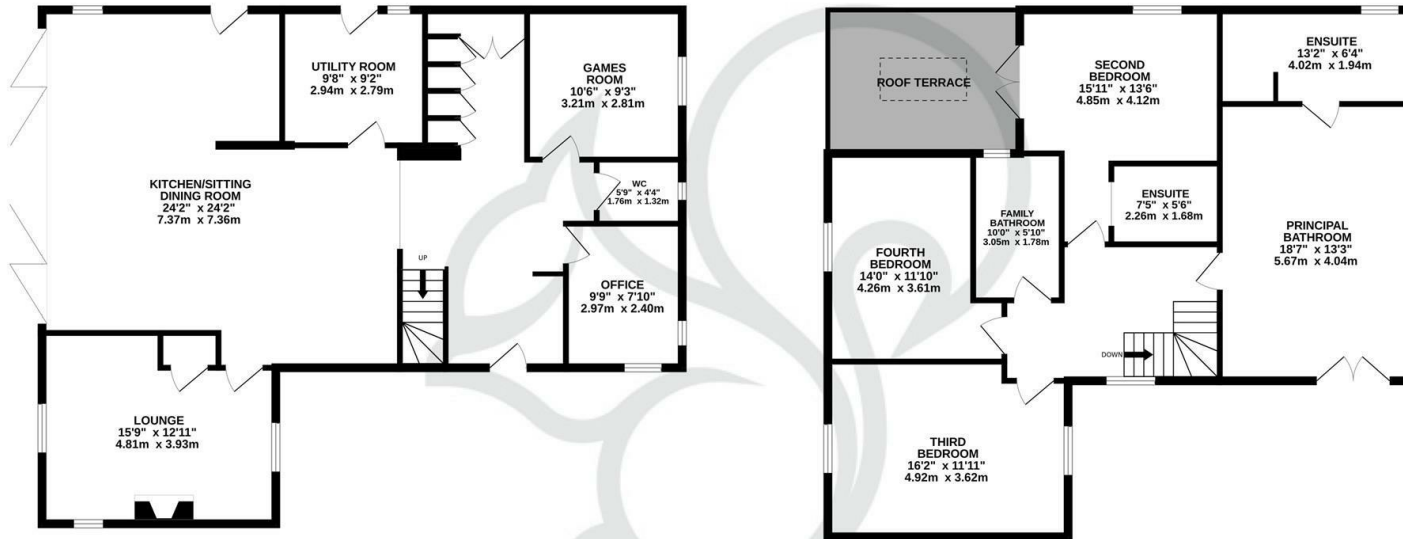 UTILITY ROOM
9'8" x 9'2"
2.94m x 2.79m
GAMES
ROOM
10'6" x 9'3"
3.21m x 2.81m
KITCHEN/SITTING
DINING ROOM
24'2" x 24'2"
7.37m x 7.36m
WC
5'9" x 4'4"
1.76m x 1.32m
UP
OFFICE
9'9" x 7'10"
2.97m x 2.40m
LOUNGE
15'9" x 12'11"
4.81m x 3.93m
ROOF TERRACE
SECOND
BEDROOM
15'11" x 13'6"
4.85m x 4.12m
ENSUITE
13'2" x 6'4"
4.02m x 1.94m
ENSUITE
7'5" x 5'6"
2.26m x 1.68m
FAMILY
BATHROOM
10'0" x 5'10"
3.05m x 1.78m
PRINCIPAL
BATHROOM
18'7" x 13'3"
5.67m x 4.04m
FOURTH
BEDROOM
14'0" x 11'10"
4.26m x 3.61m
DOWN
THIRD
BEDROOM
16'2" x 11'11"
4.92m x 3.62m